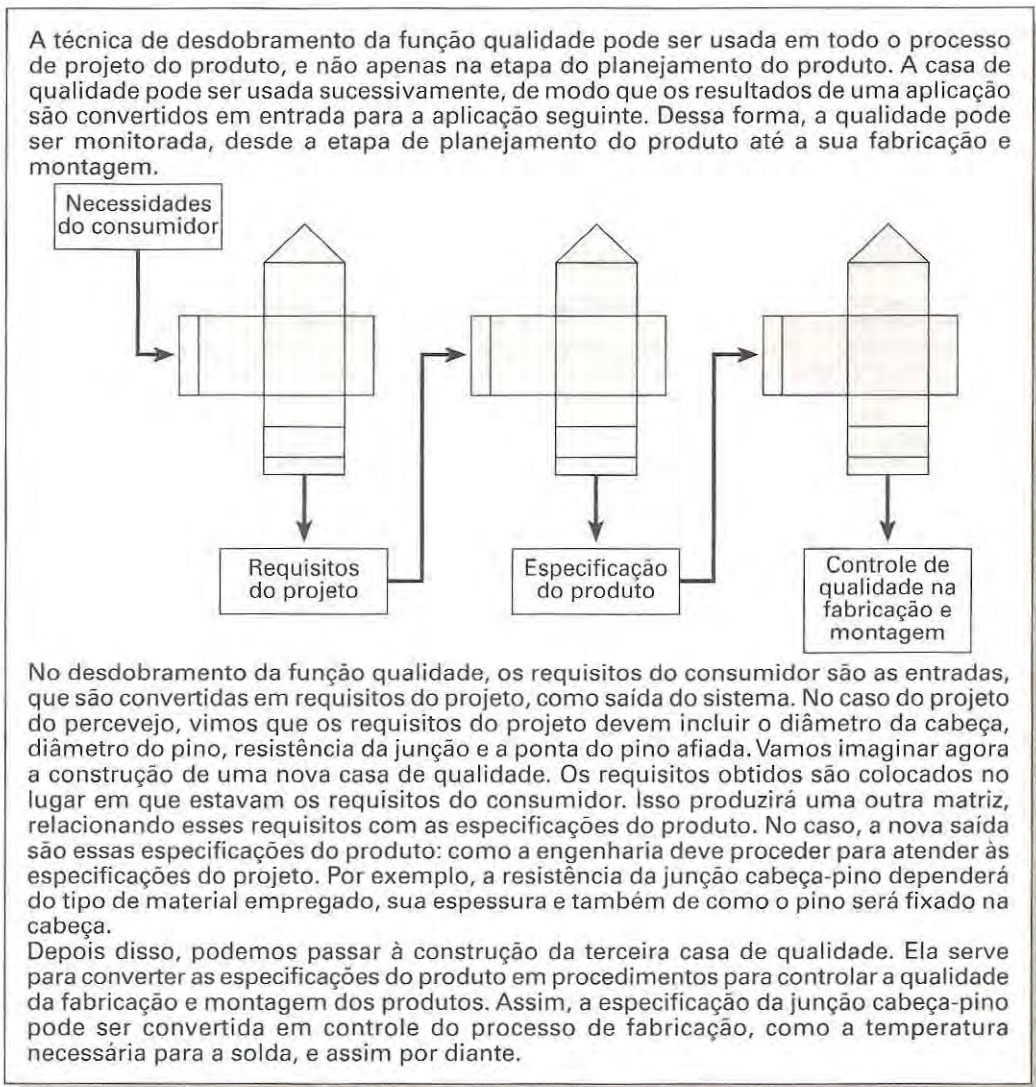 A técnica de desdobramento da função qualidade pode ser usada em todo o processo
de projeto do produto, e não apenas na etapa do planejamento do produto. A casa de
qualidade pode ser usada sucessivamente, de modo que os resultados de uma aplicação
são convertidos em entrada para a aplicação seguinte. Dessa forma, a qualidade pode
ser monitorada, desde a etapa de planejamento do produto até a sua fabricação e
montagem.
Necessidades
do consumidor
Requisitos
do projeto
Especificação
do produto
Controle de
qualidade na
fabricação e
montagem
No desdobramento da função qualidade, os requisitos do consumidor são as entradas,
que são convertidas em requisitos do projeto, como saída do sistema. No caso do projeto
do percevejo, vimos que os requisitos do projeto devem incluir o diâmetro da cabeça,
diâmetro do pino, resistência da junção e a ponta do pino afiada. Vamos imaginar agora
a construção de uma nova casa de qualidade. Os requisitos obtidos são colocados no
lugar em que estavam os requisitos do consumidor. Isso produzirá uma outra matriz,
relacionando esses requisitos com as especificações do produto. No caso, a nova saída
são essas especificações do produto: como a engenharia deve proceder para atender às
especificações do projeto. Por exemplo, a resistência da junção cabeça-pino dependerá
do tipo de material empregado, sua espessura e também de como o pino será fixado na
cabeça.
Depois disso, podemos passar à construção da terceira casa de qualidade. Ela serve
para converter as especificações do produto em procedimentos para controlar a qualidade
da fabricação e montagem dos produtos. Assim, a especificação da junção cabeça-pino
pode ser convertida em controle do processo de fabricação, como a temperatura
necessária para a solda, e assim por diante.